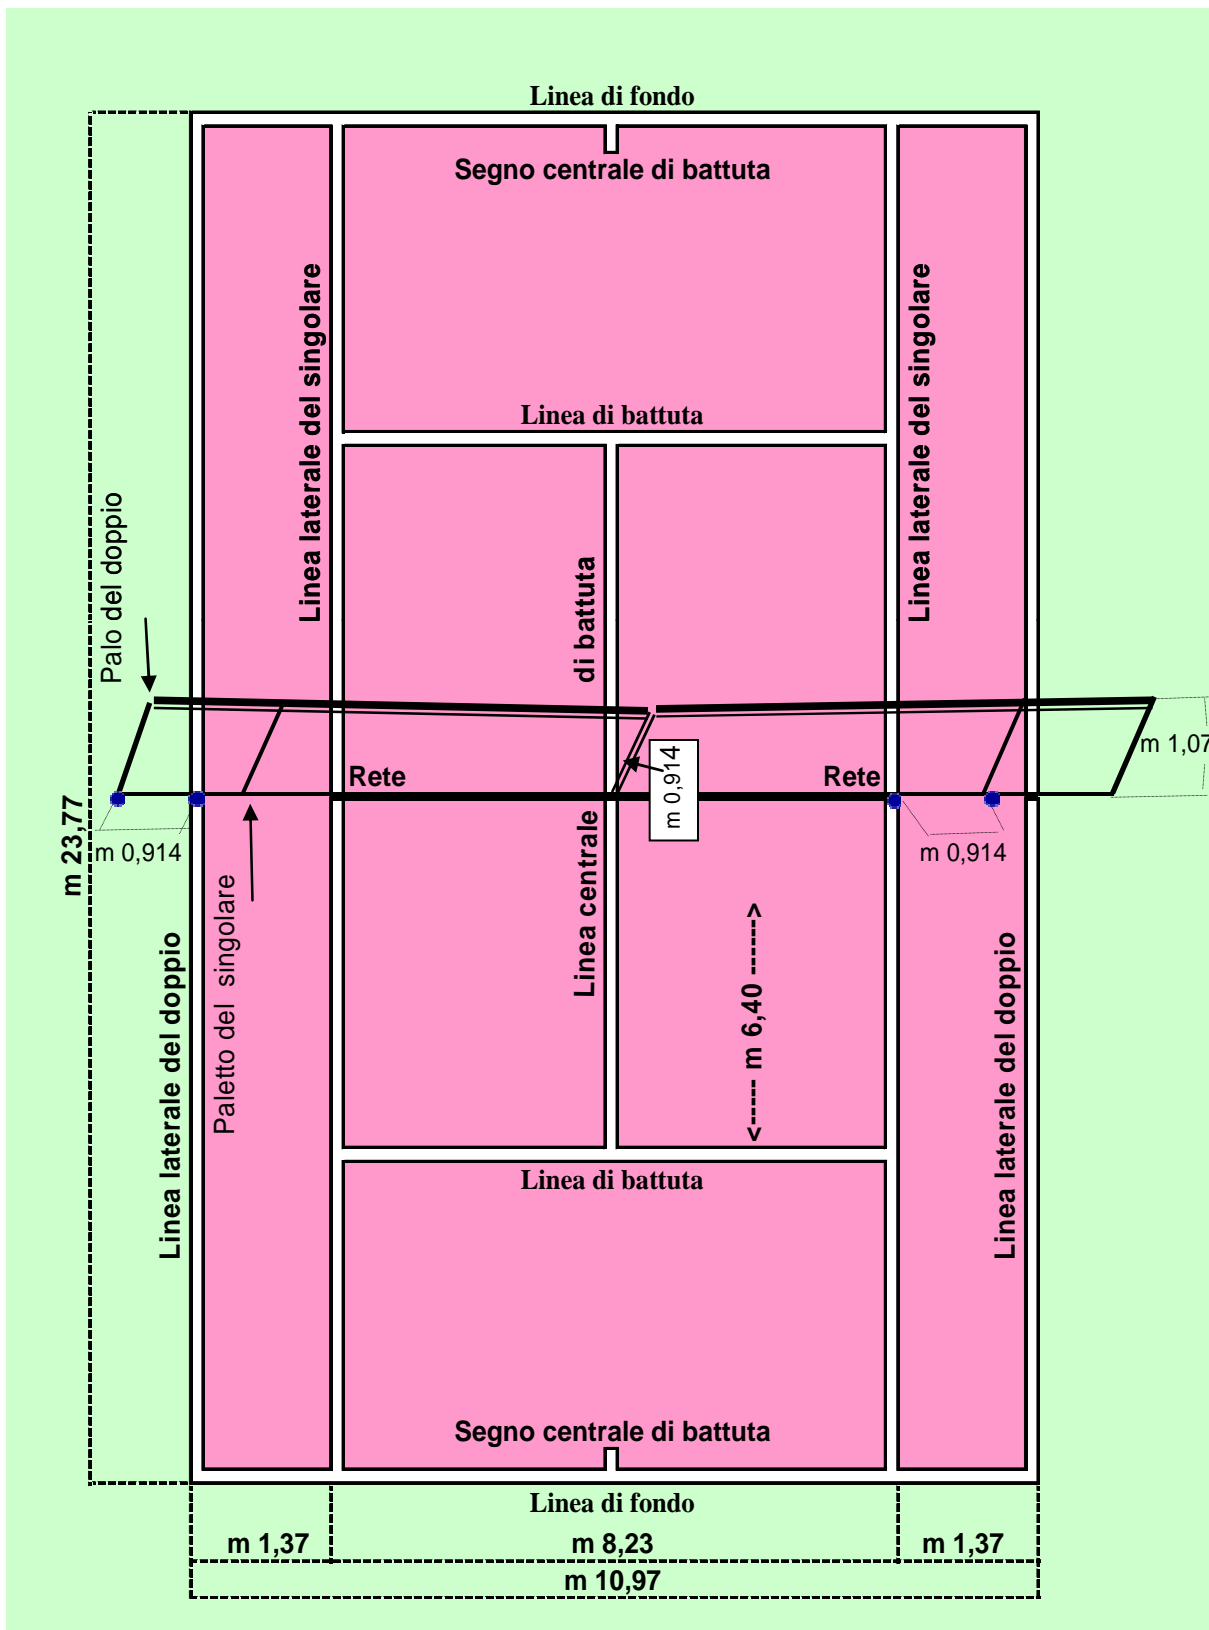 Linea di fondo
Segno centrale di battuta
Linea laterale del singolare
Linea laterale del singolare
Linea di battuta
Palo del doppio
di battuta
m 1,07
Rete
Rete
m 0,914
m 23,77
m 0,914
m 0,914
Linea centrale
Paletto del singolare
Linea laterale del doppio
Linea laterale del doppio
<----- m 6,40 ------>
Linea di battuta
Segno centrale di battuta
Linea di fondo
m 1,37
m 8,23
m 1,37
m 10,97